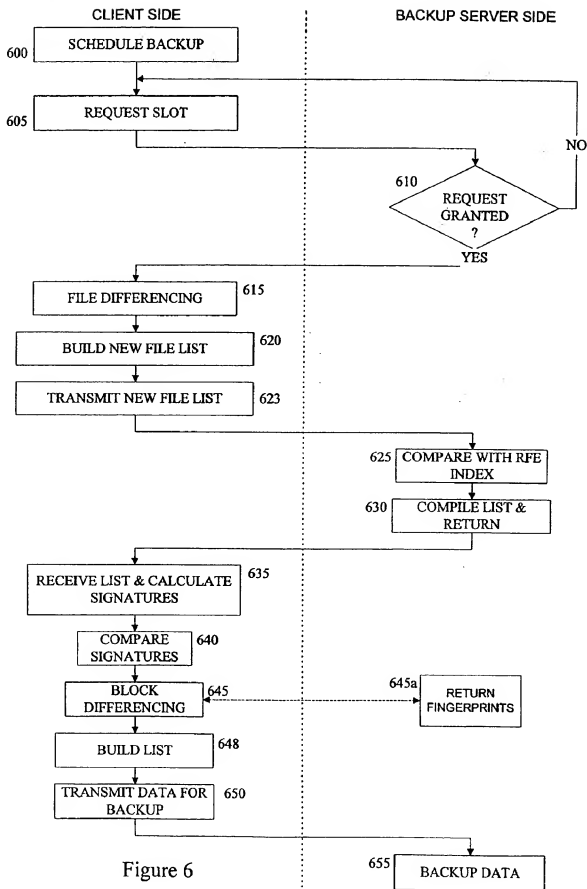 CLIENT SIDE
BACKUP SERVER SIDE
600
SCHEDULE BACKUP
605
REQUEST SLOT
NO
610
REQUEST
GRANTED
?
YES
FILE DIFFERENCING
615
BUILD NEW FILE LIST
620
TRANSMIT NEW FILE LIST
623
625
COMPARE WITH RFE
INDEX
630
COMPILE LIST &
RETURN
RECEIVE LIST & CALCULATE
SIGNATURES
635
COMPARE
SIGNATURES
640
BLOCK
DIFFERENCING
645
645a
RETURN
FINGERPRINTS
BUILD LIST
648
TRANSMIT DATA FOR
BACKUP
650
655
BACKUP DATA
Figure 6